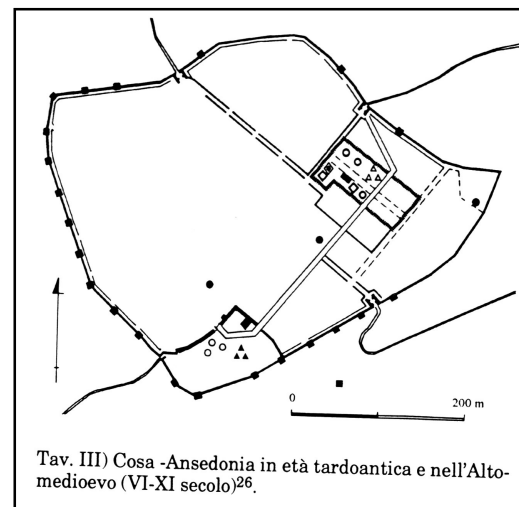 0
200 m
Tav. III) Cosa -Ansedonia in età tardoantica e nell'Alto-
medioevo (VI-XI secolo)26.